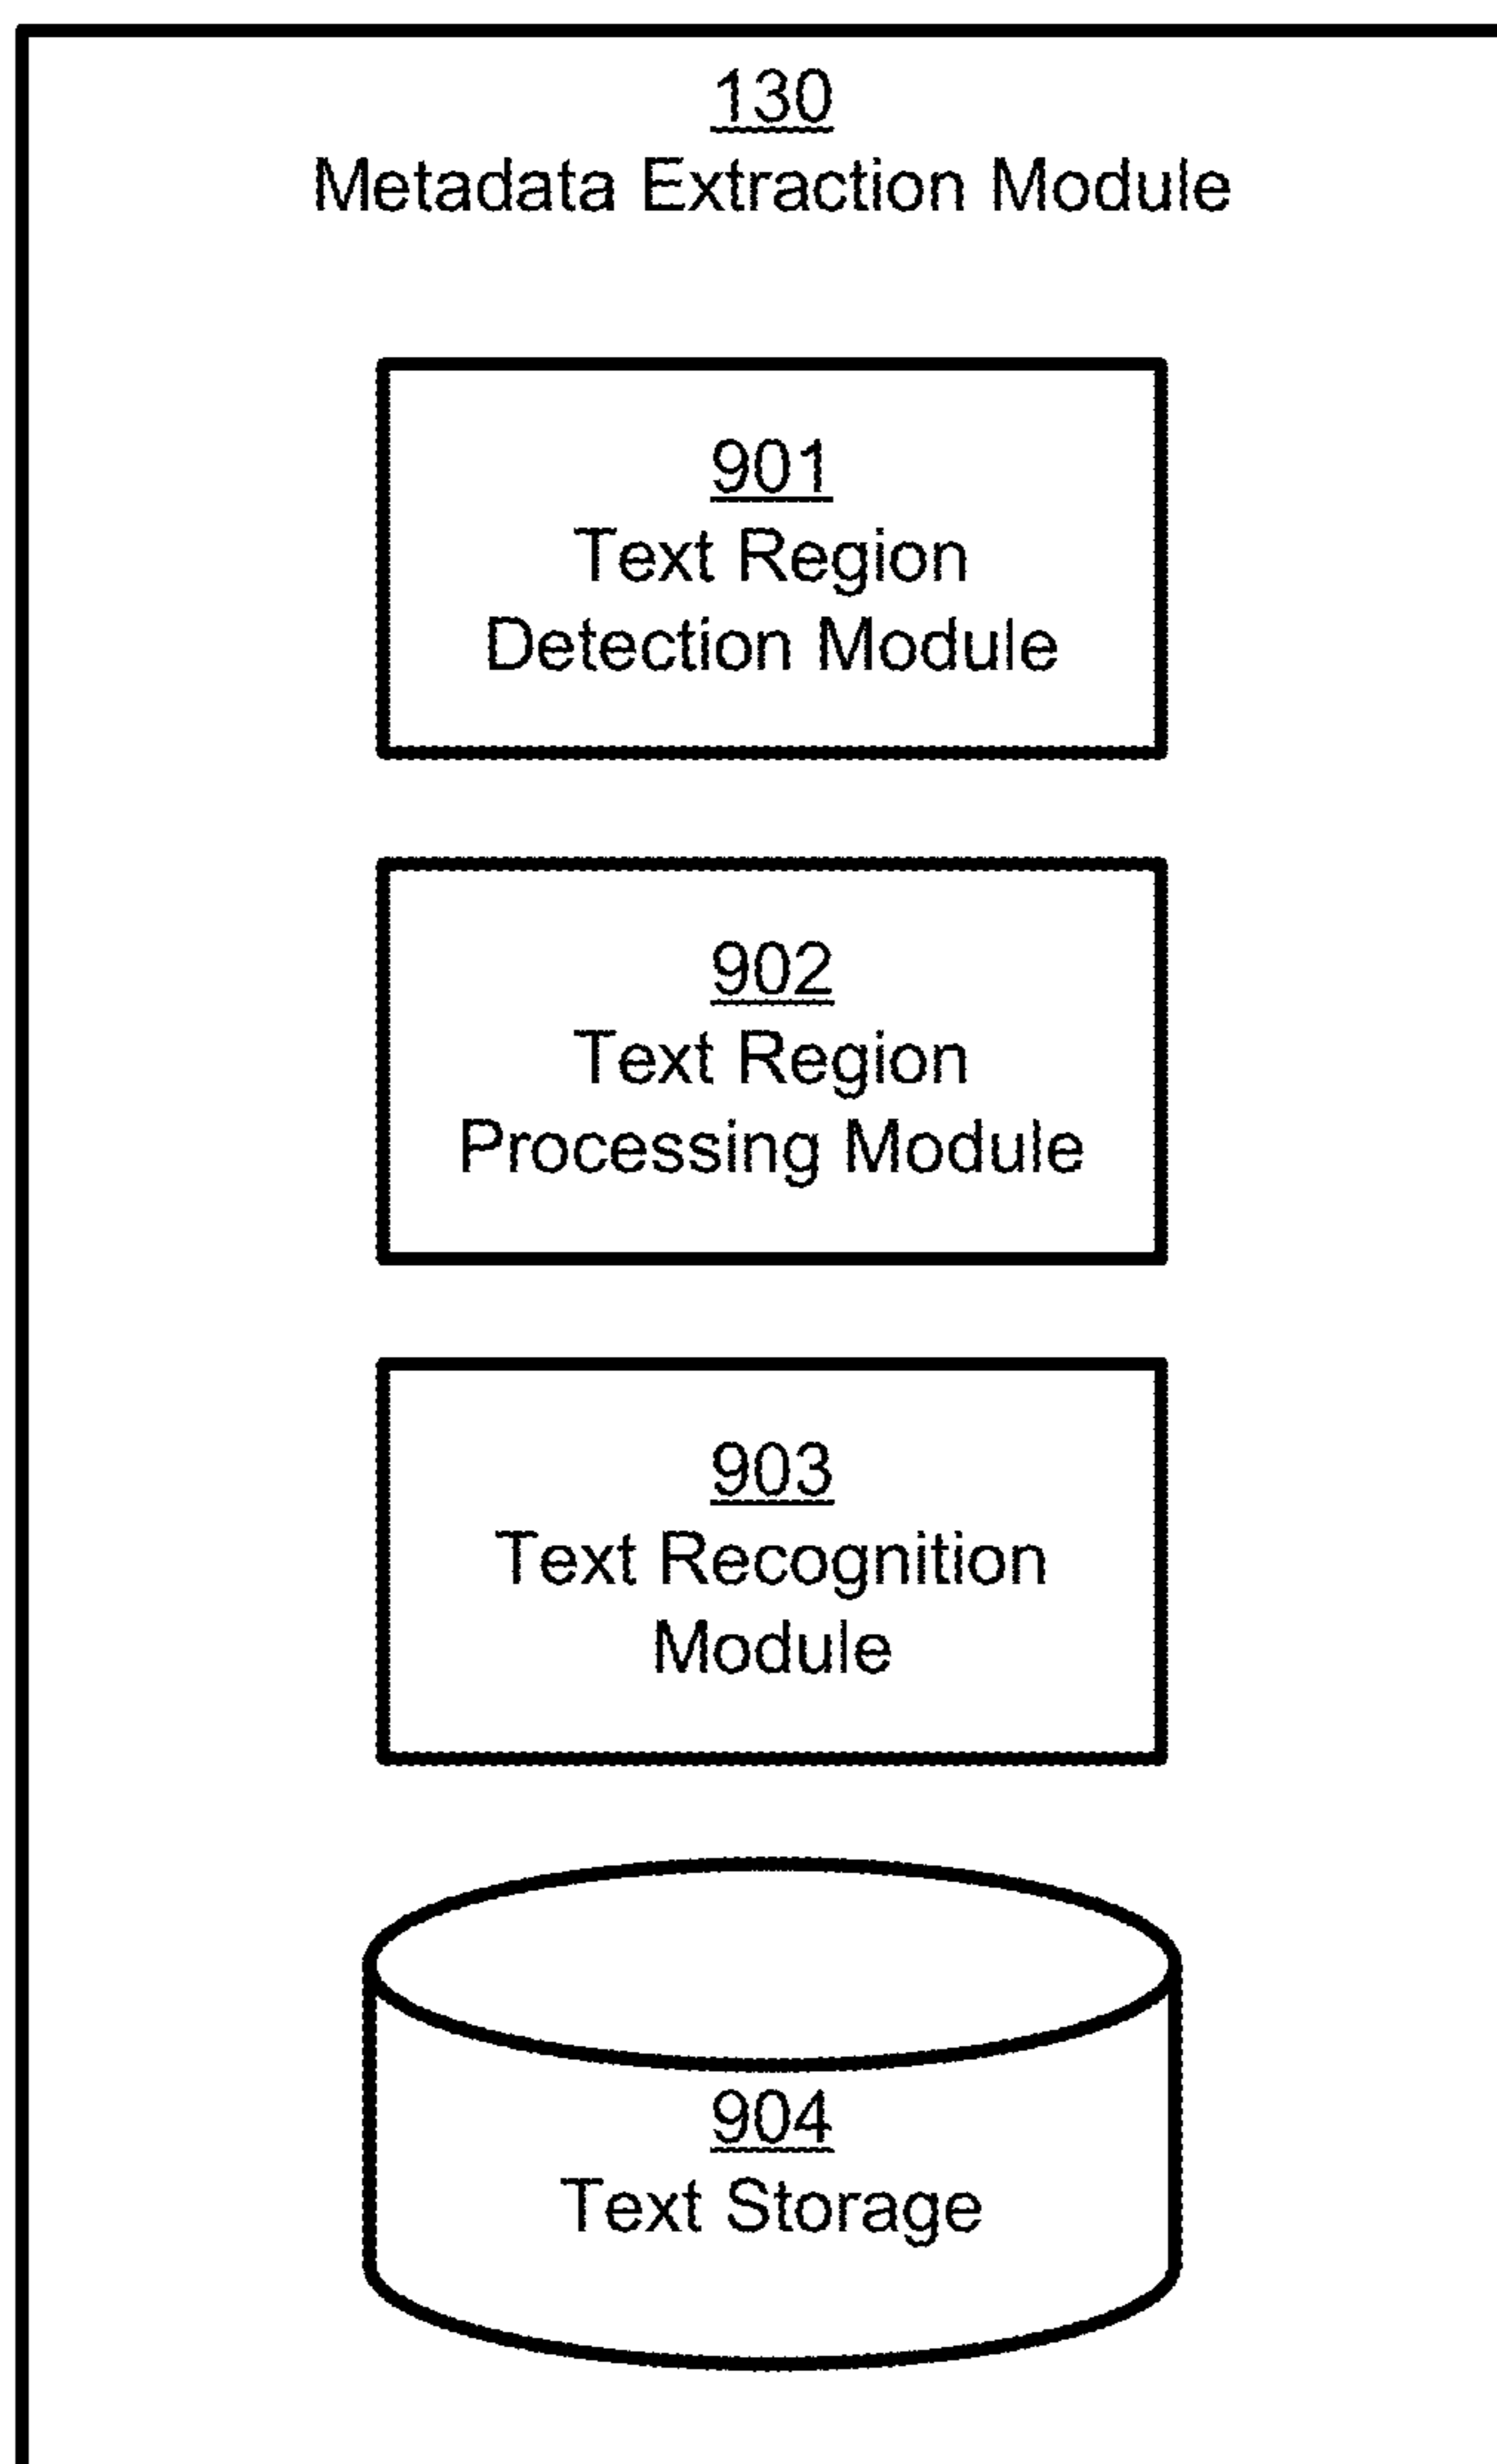 130
Metadata Extraction Module
901
Text Region
Detection Module
902
Text Region
Processing Module
903
Text Recognition
Module
904
Text Storage